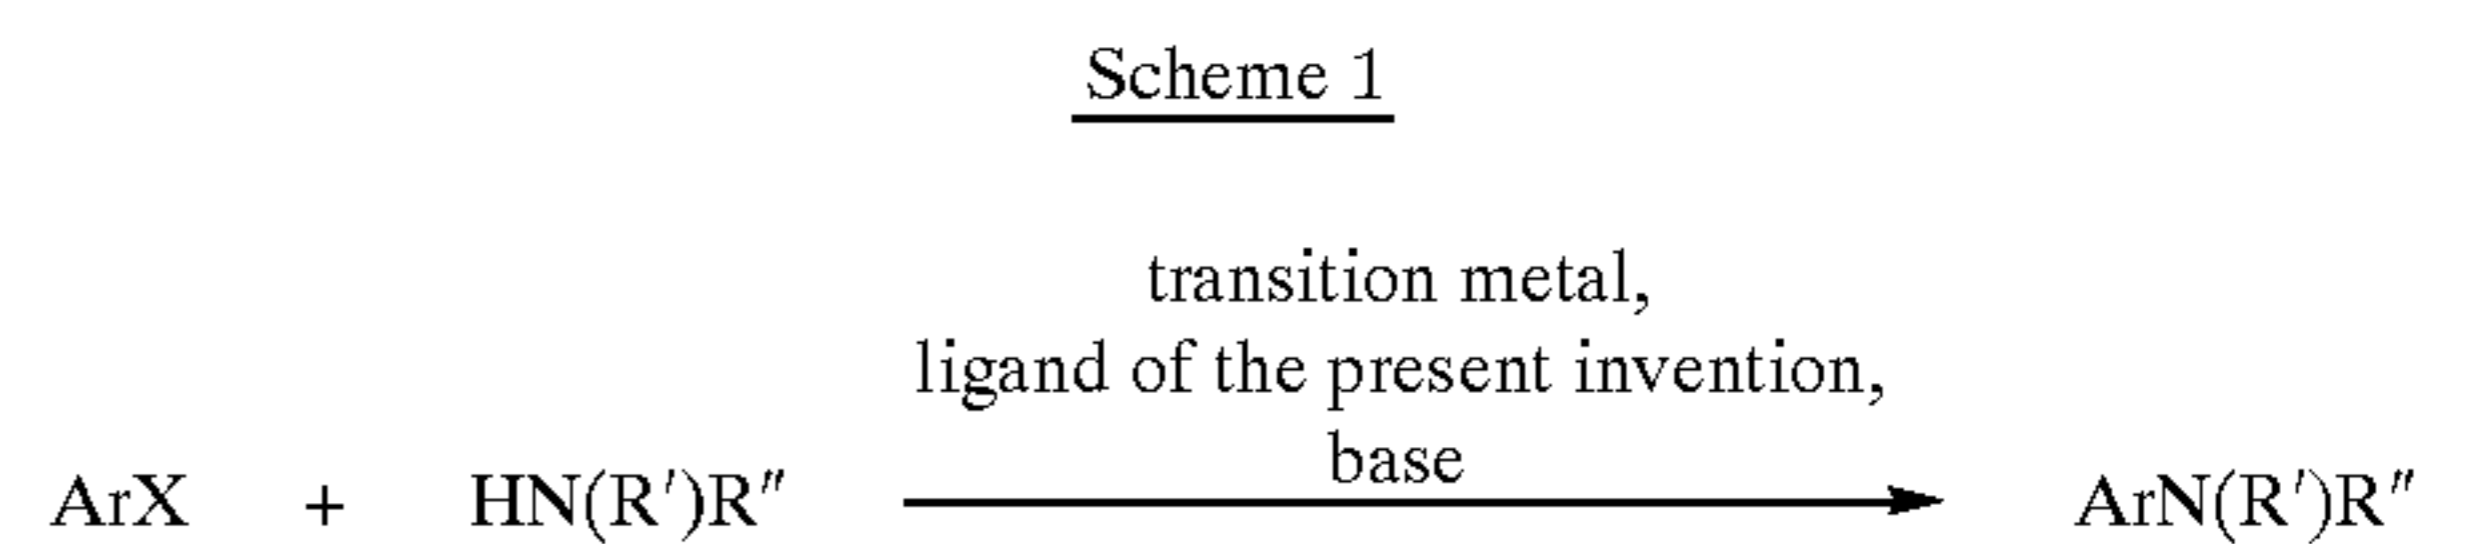 Scheme 1
transition metal,
ligand of the present invention,
base
ArX + HN(R′)R″ ArN(R′)R″